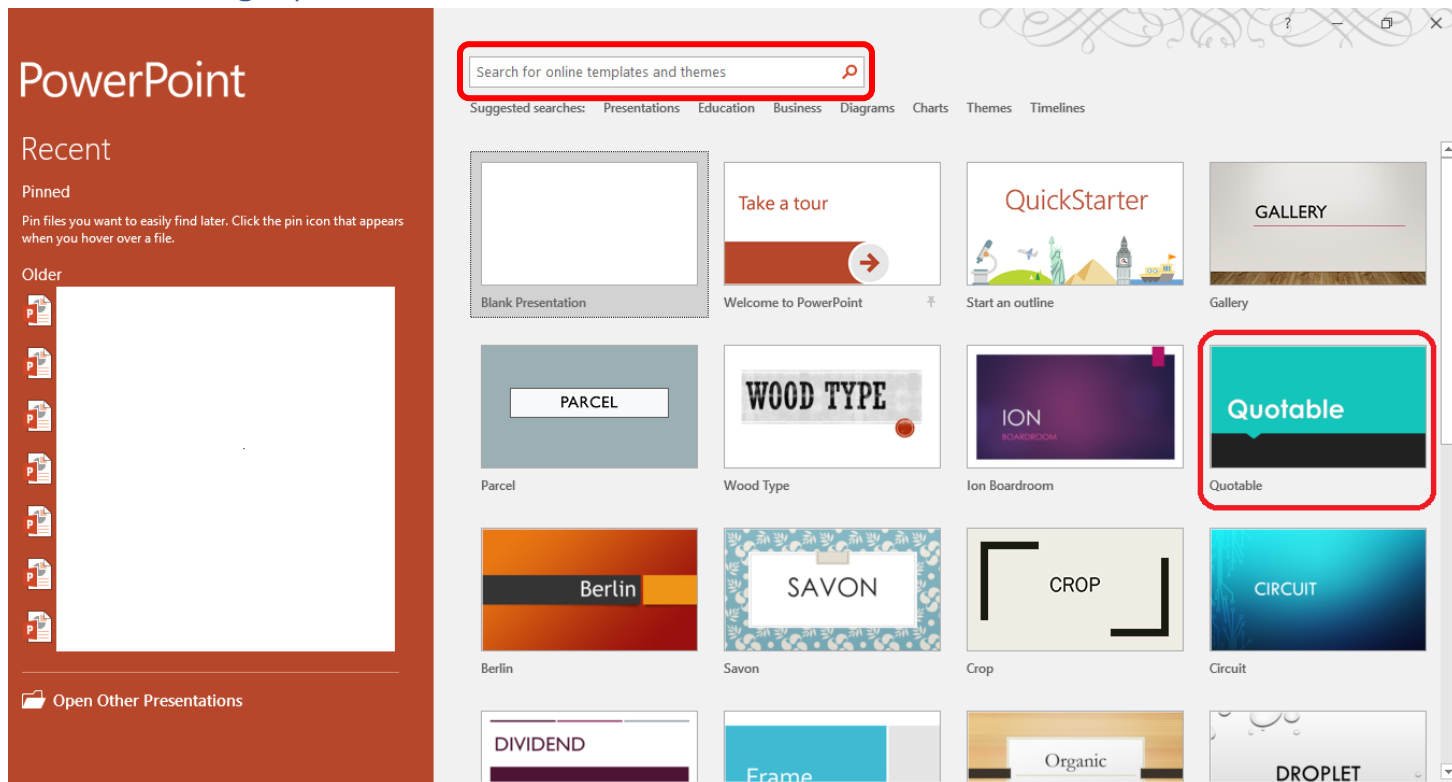 PowerPoint
Recent
Pinned
Pin files you want to easily find later. Click the pin icon that appears
when you hover over a file.
Older
Open Other Presentations
?
Search for online templates and themes
Suggested searches: Presentations Education Business Diagrams Charts Themes Timelines
Blank Presentation
Take a tour
Welcome to PowerPoint
QuickStarter
Start an outline
GALLERY
Gallery
PARCEL
Parcel
WOOD TYPE
Wood Type
ION
BOARDROOM
Ion Boardroom
Quotable
Quotable
Berlin
Berlin
SAVON
Savon
CROP
Crop
CIRCUIT
Circuit
DIVIDEND
Frame
Organic
DROPLET